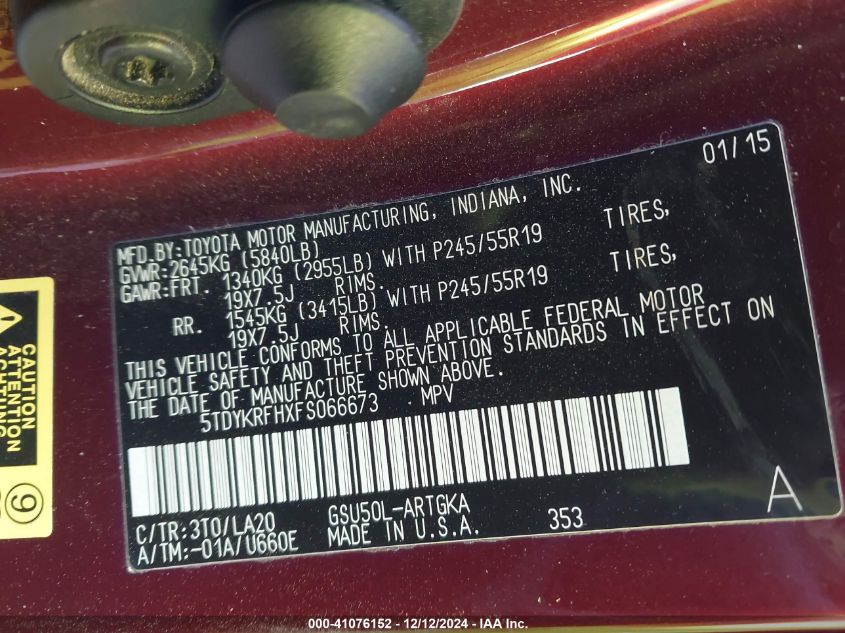 01/15
MFD.BY:TOYOTA MOTOR MANUFACTURING, INDIANA, INC.
GVWR:2645KG (5840LB)
GAWR:FRT. 1340KG (2955LB) WITH P245/55R19 TIRES,
19X7.5J RIMS.
RR. 1545KG (3415LB) WITH P245/55R19 TIRES,
19X7.5J RIMS.
THIS VEHICLE CONFORMS TO ALL APPLICABLE FEDERAL MOTOR
VEHICLE SAFETY AND THEFT PREVENTION STANDARDS IN EFFECT ON
THE DATE OF MANUFACTURE SHOWN ABOVE.
5TDYKRFHXFS066673 MPV
A
C/TR:3T0/LA20 GSU50L-ARTGKA
A/TM:-01A/U660E MADE IN U.S.A. 353
CAUTION
ATTENTION
ACHTUNG
9
000-41076152 - 12/12/2024 - IAA Inc.